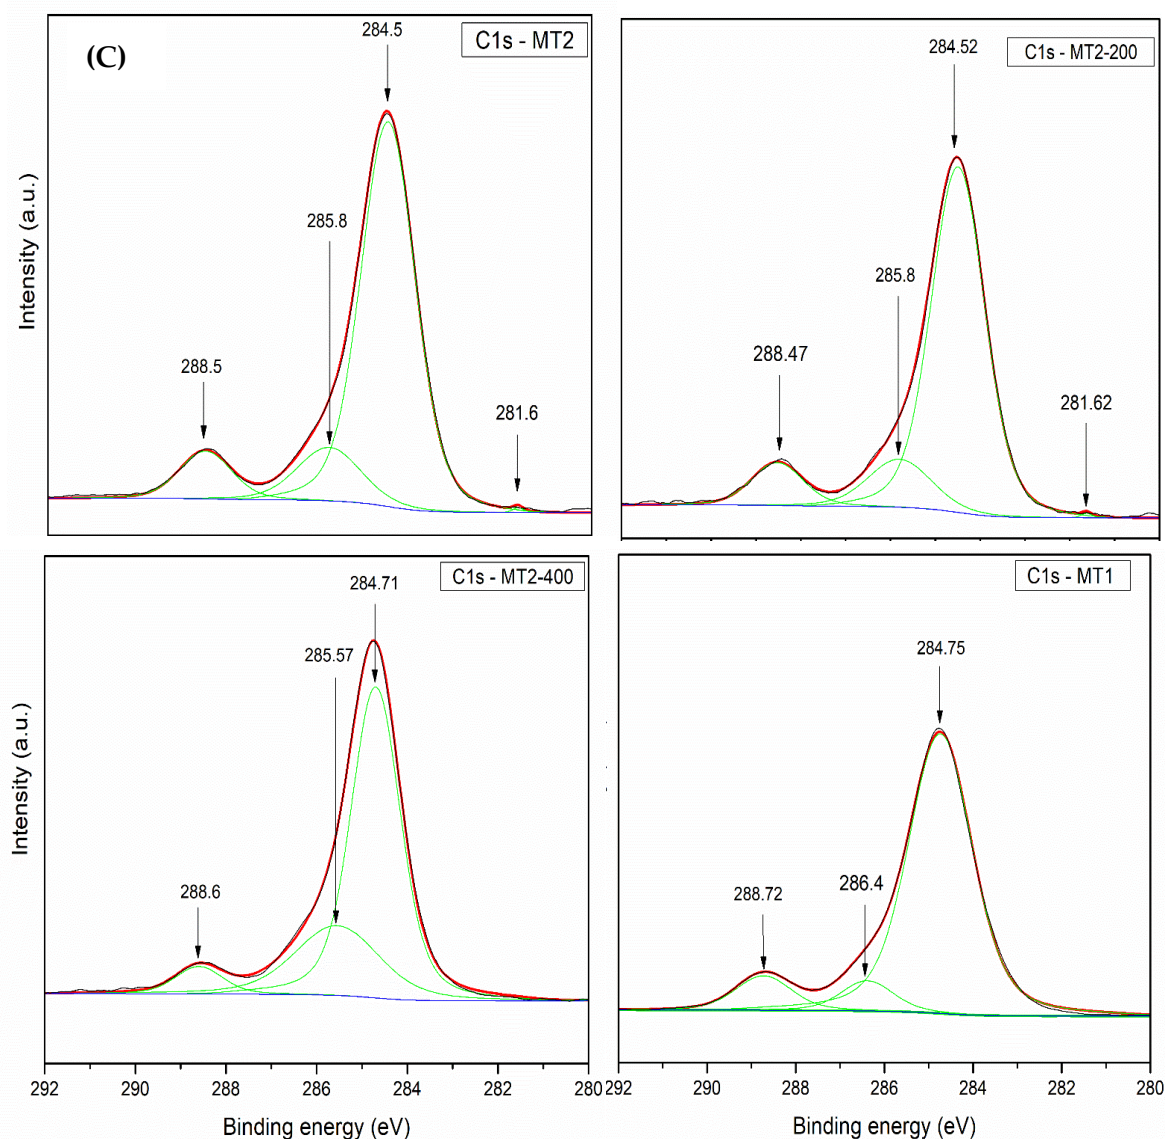 (C)
C1s - MT2
284.5
285.8
288.5
281.6
Intensity (a.u.)
C1s - MT2-200
284.52
285.8
288.47
281.62
C1s - MT2-400
284.71
285.57
288.6
Intensity (a.u.)
292 290 288 286 284 282 280
Binding energy (eV)
C1s - MT1
284.75
286.4
288.72
292 290 288 286 284 282 280
Binding energy (eV)